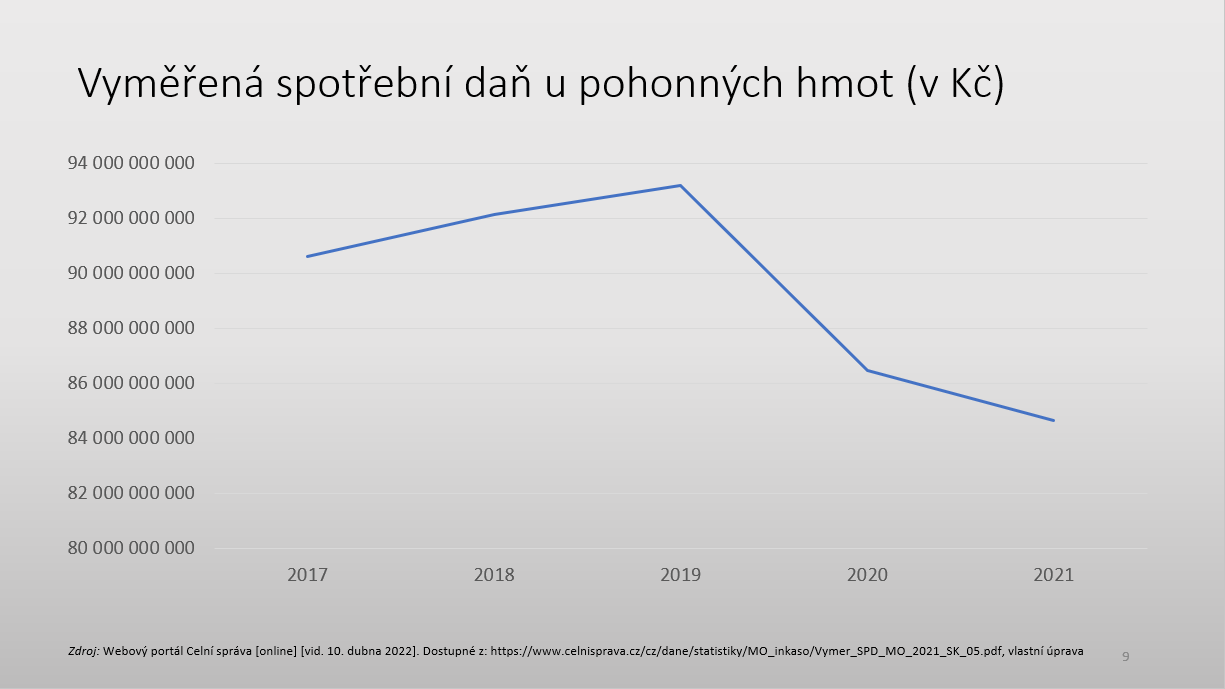 Vyměřená spotřební daň u pohonných hmot (v Kč)
94 000 000 000
92 000 000 000
90 000 000 000
88 000 000 000
86 000 000 000
84 000 000 000
82 000 000 000
80 000 000 000
2017 2018 2019 2020 2021
Zdroj: Webový portál Celní správa [online] [vid. 10. dubna 2022]. Dostupné z: https://www.celnisprava.cz/cz/dane/statistiky/MO_inkaso/Vymer_SPD_MO_2021_SK_05.pdf, vlastní úprava
9